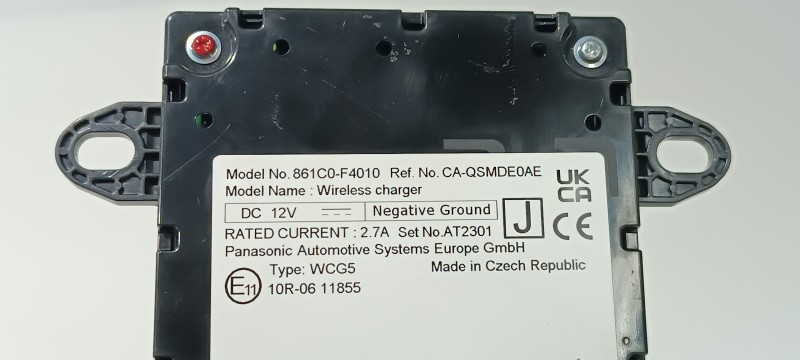 Model No. 861C0-F4010 Ref. No. CA-QSMDE0AE
Model Name : Wireless charger
DC 12V Negative Ground
J
UK
CA
CE
RATED CURRENT : 2.7A Set No.AT2301
Panasonic Automotive Systems Europe GmbH
Type: WCG5 Made in Czech Republic
E11 10R-06 11855